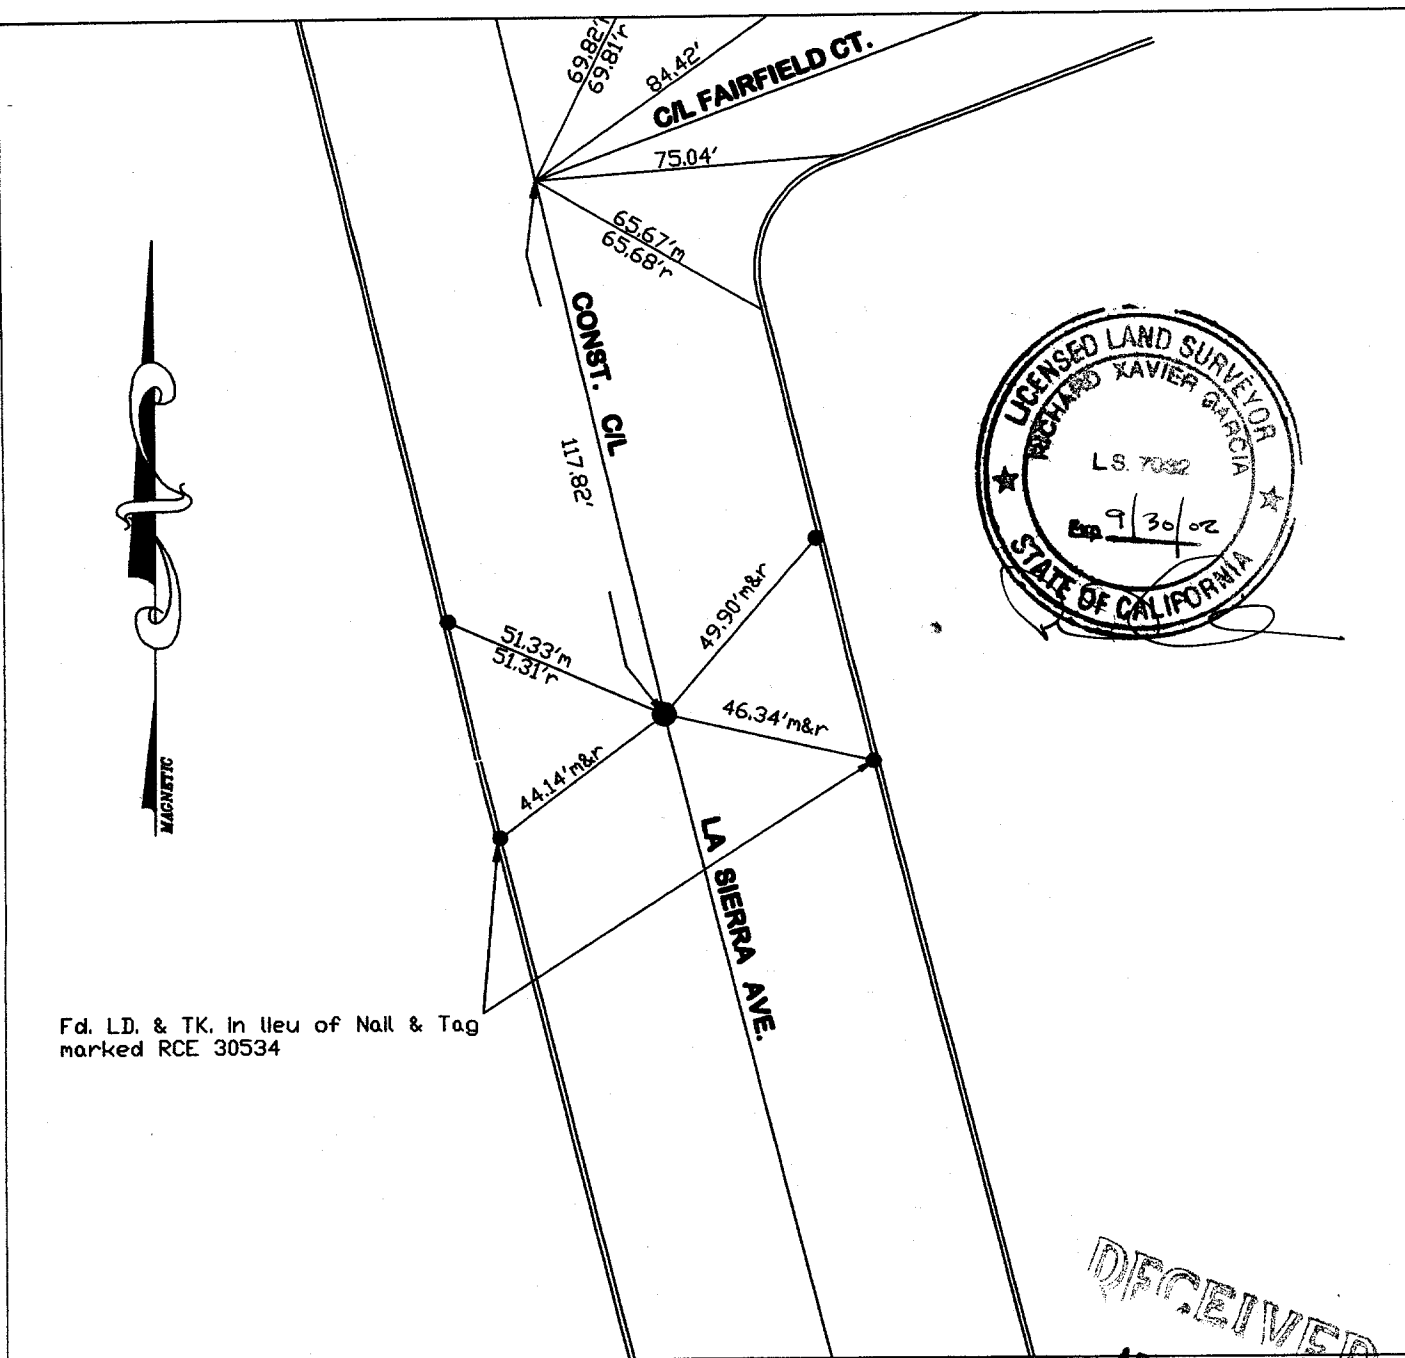 69.82'
69.81'r
84.42'
C/L FAIRFIELD CT.
75.04'
65.67'm
65.68'r
CONST. C/L
117.82'
LICENSED LAND SURVEYOR
RICHARD XAVIER GARCIA
L.S. 7032
Exp. 9/30/02
STATE OF CALIFORNIA
49.90'm&r
51.33'm
51.31'r
46.34'm&r
44.14'm&r
MAGNETIC
LA SIERRA AVE.
Fd. LD. & TK. in lieu of Nail & Tag
marked RCE 30534
RECEIVED